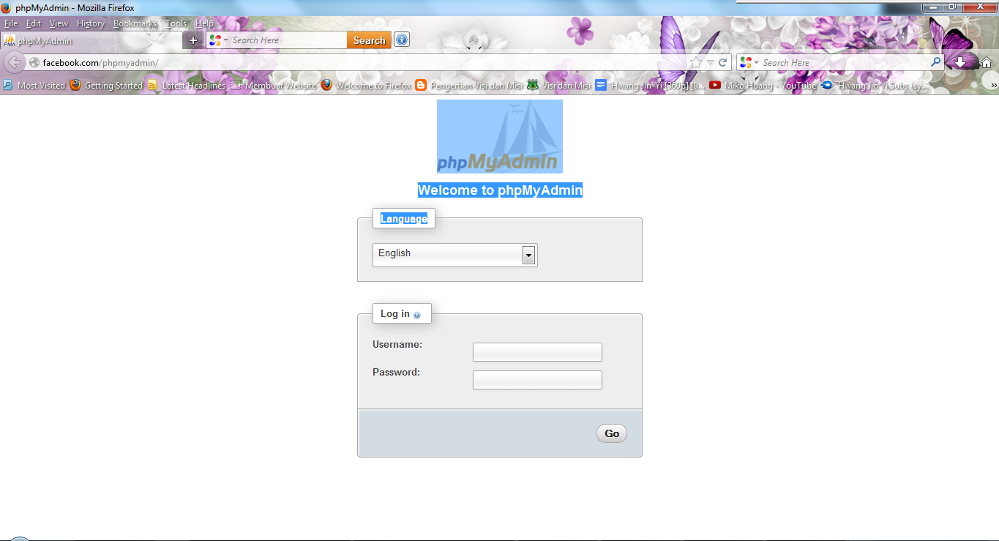 phpMyAdmin - Mozilla Firefox
File Edit View History Bookmarks Tools Help
PMA phpMyAdmin + Search Here Search
facebook.com/phpmyadmin/ Search Here
Most Visited Getting Started Latest Headlines Membuat Website Welcome to Firefox Pengertian Visi dan Misi Visi dan Misi Hwang Jin-Yi [360p] [0... Miko Huang - YouTube Hwang Jin Yi Subs (sy... »
phpMyAdmin
Welcome to phpMyAdmin
Language
English
Log in
Username:
Password:
Go